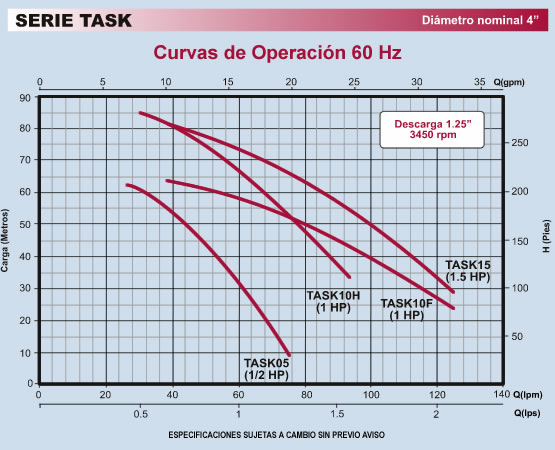 SERIE TASK
Diámetro nominal 4”
Curvas de Operación 60 Hz
0 5 10 15 20 25 30 35 Q(gpm)
Descarga 1.25”
3450 rpm
Carga (Metros)
90
80
70
60
50
40
30
20
10
0
H (Pies)
250
200
150
100
50
TASK15
(1.5 HP)
TASK10H
(1 HP)
TASK10F
(1 HP)
TASK05
(1/2 HP)
0 20 40 60 80 100 120 140 Q(lpm)
0.5 1 1.5 2 Q(lps)
ESPECIFICACIONES SUJETAS A CAMBIO SIN PREVIO AVISO